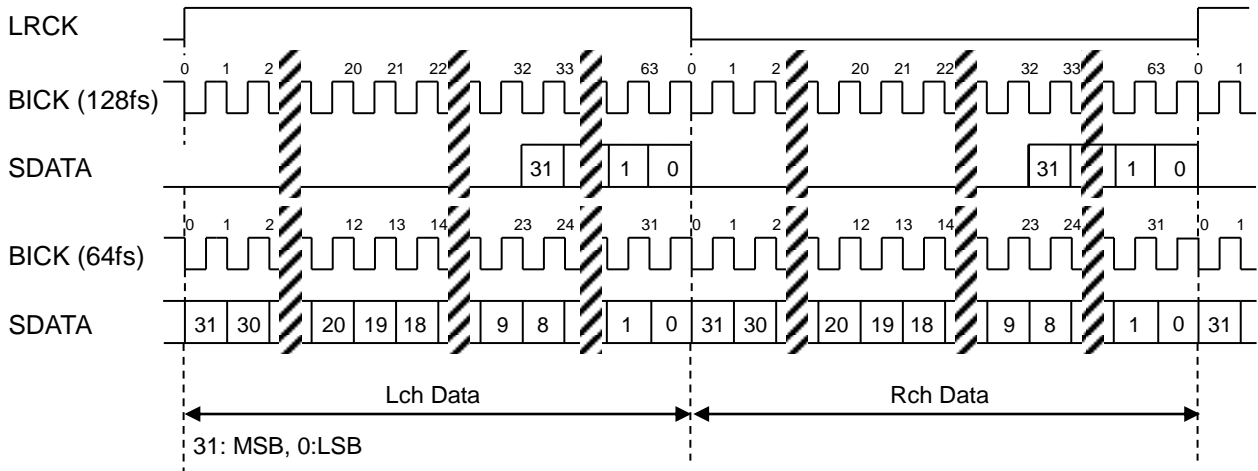 LRCK
0 1 2 20 21 22 32 33 63 0 1 2 20 21 22 32 33 63 0 1
BICK (128fs)
SDATA 31 1 0 31 1 0
0 1 2 12 13 14 23 24 31 0 1 2 12 13 14 23 24 31 0 1
BICK (64fs)
SDATA 31 30 20 19 18 9 8 1 0 31 30 20 19 18 9 8 1 0 31
Lch Data Rch Data
31: MSB, 0:LSB